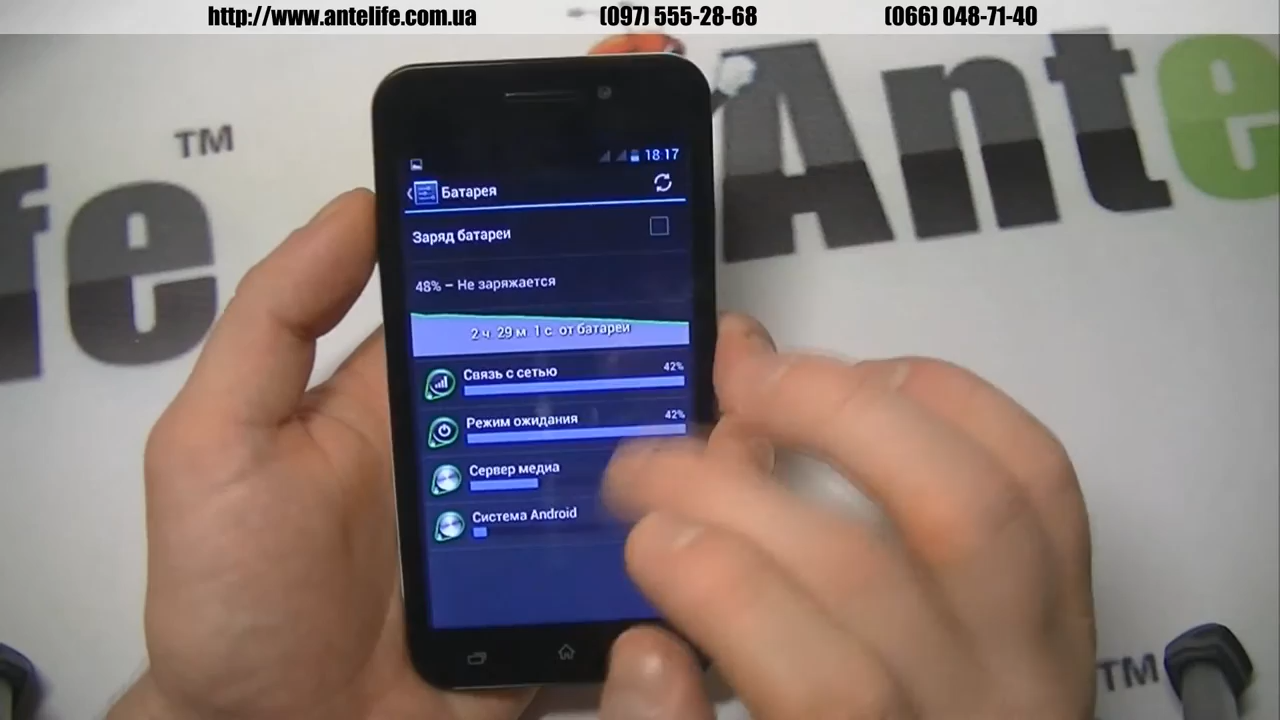 http://www.antelife.com.ua (097) 555-28-68 (066) 048-71-40
Ante
TM
fe
18:17
Батарея
Заряд батареи
48% – Не заряжается
2 ч. 29 м. 1 с. от батареи
Связь с сетью 42%
Режим ожидания 42%
Сервер медиа
Система Android
TM